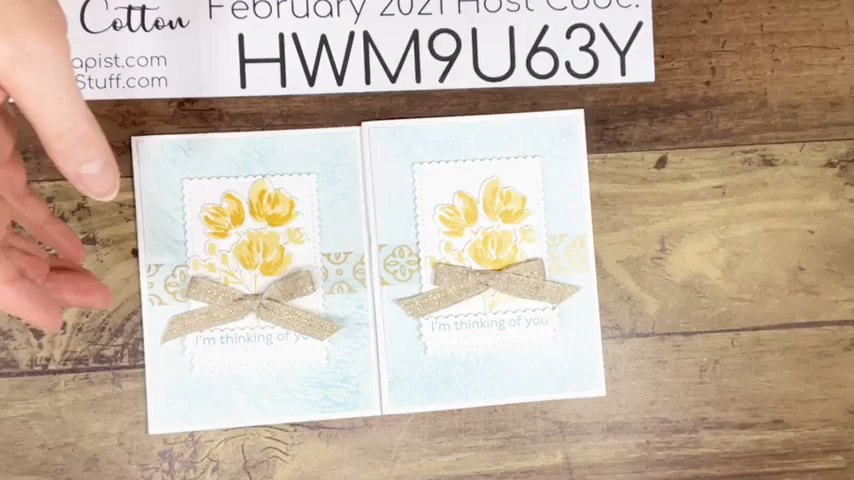 Cotton
February 2021 Host Code:
apist.com
Stuff.com
HWM9U63Y
I'm thinking of you
I'm thinking of you